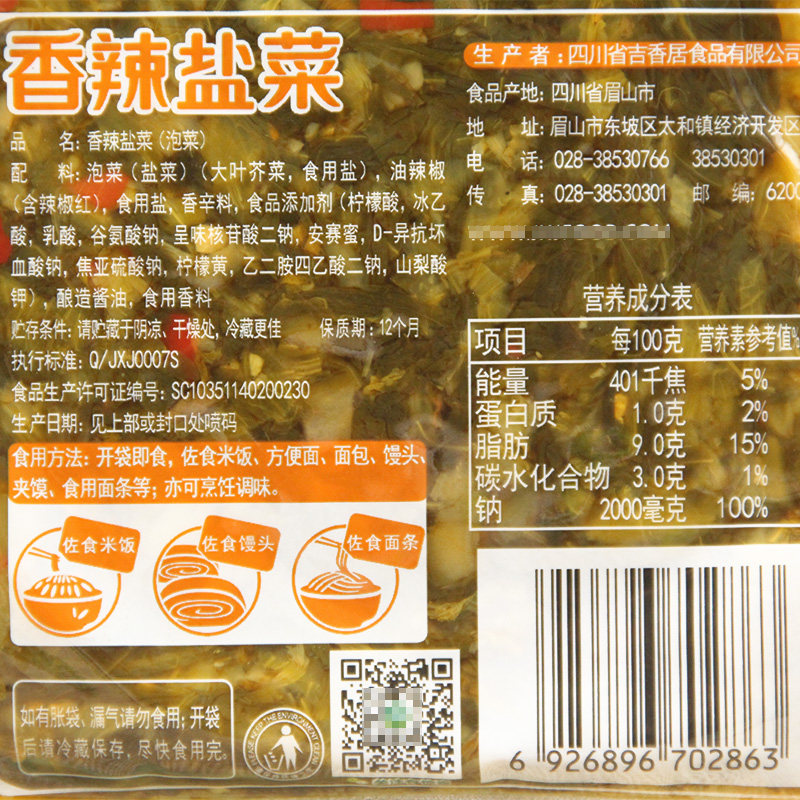 香辣盐菜
品 名: 香辣盐菜(泡菜)
配 料: 泡菜(盐菜)(大叶芥菜, 食用盐), 油辣椒
(含辣椒红), 食用盐, 香辛料, 食品添加剂(柠檬酸, 冰乙
酸, 乳酸, 谷氨酸钠, 呈味核苷酸二钠, 安赛蜜, D-异抗坏
血酸钠, 焦亚硫酸钠, 柠檬黄, 乙二胺四乙酸二钠, 山梨酸
钾), 酿造酱油, 食用香料
贮存条件: 请贮藏于阴凉、干燥处, 冷藏更佳 保质期: 12个月
执行标准: Q/JXJ0007S
食品生产许可证编号: SC10351140200230
生产日期: 见上部或封口处喷码
食用方法: 开袋即食, 佐食米饭、方便面、面包、馒头、
夹馍、食用面条等; 亦可烹饪调味。
佐食米饭
佐食馒头
佐食面条
如有胀袋、漏气请勿食用; 开袋
后请冷藏保存, 尽快食用完。
生产者: 四川省吉香居食品有限公司
食品产地: 四川省眉山市
地 址: 眉山市东坡区太和镇经济开发区
电 话: 028-38530766 38530301
传 真: 028-38530301 邮 编: 6200
营养成分表
项目 每100克 营养素参考值%
能量 401千焦 5%
蛋白质 1.0克 2%
脂肪 9.0克 15%
碳水化合物 3.0克 1%
钠 2000毫克 100%
6 926896 702863